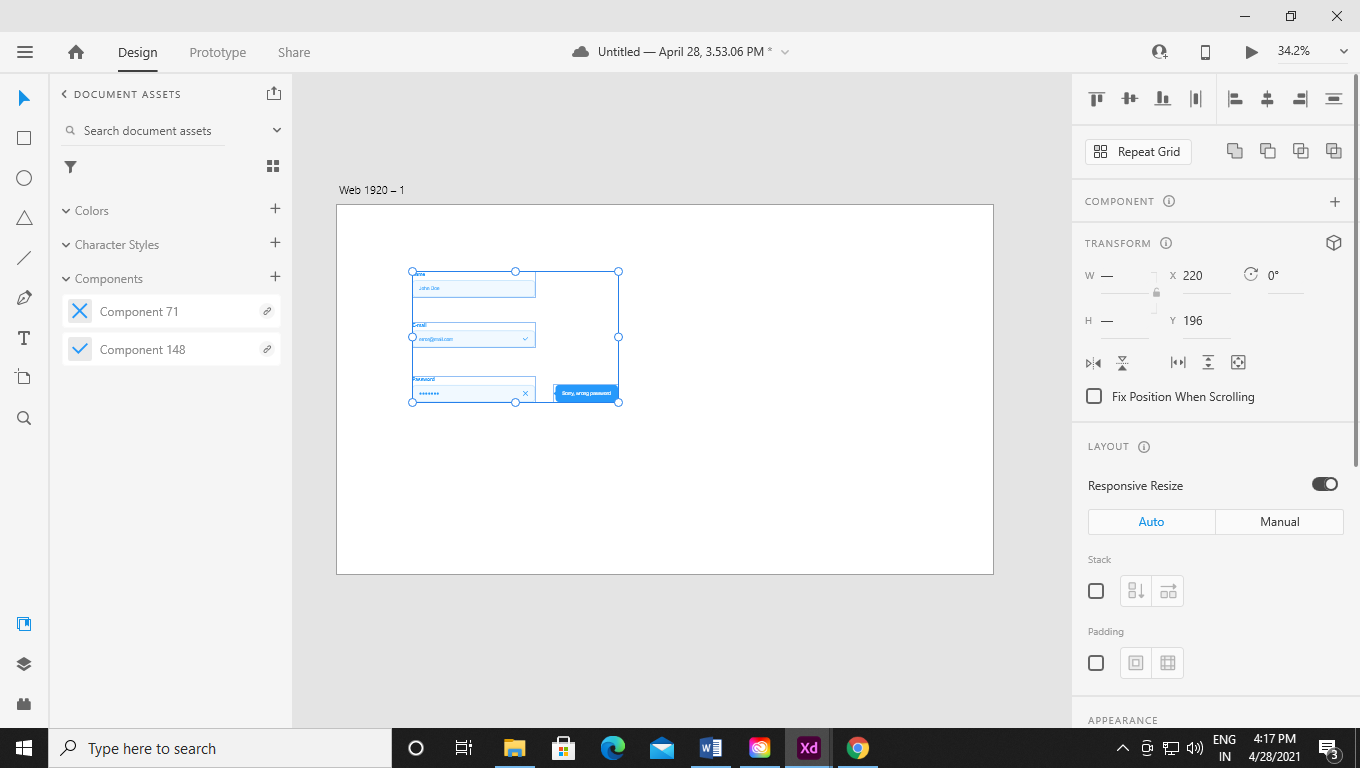 Design
Prototype
Share
Untitled — April 28, 3.53.06 PM *
34.2%
DOCUMENT ASSETS
Search document assets
Colors
Character Styles
Components
Component 71
Component 148
Web 1920 – 1
John Doe
E-mail
Password
Sorry, wrong password
Repeat Grid
COMPONENT
TRANSFORM
W — X 220 0°
H — Y 196
Fix Position When Scrolling
LAYOUT
Responsive Resize
Auto Manual
Stack
Padding
APPEARANCE
Type here to search
Xd
ENG
IN
4:17 PM
4/28/2021
3